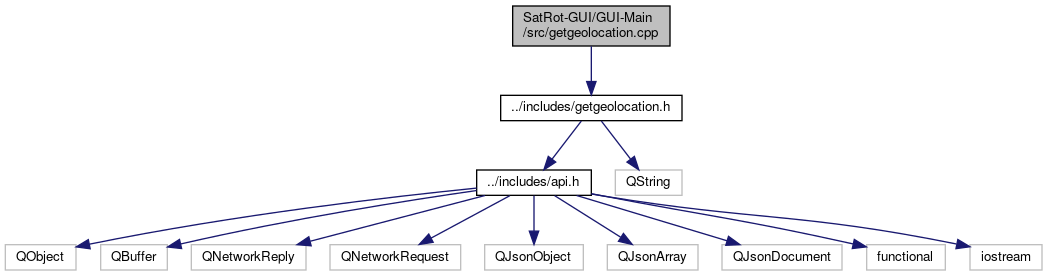 SatRot-GUI/GUI-Main
/src/getgeolocation.cpp
../includes/getgeolocation.h
../includes/api.h
QString
QObject
QBuffer
QNetworkReply
QNetworkRequest
QJsonObject
QJsonArray
QJsonDocument
functional
iostream